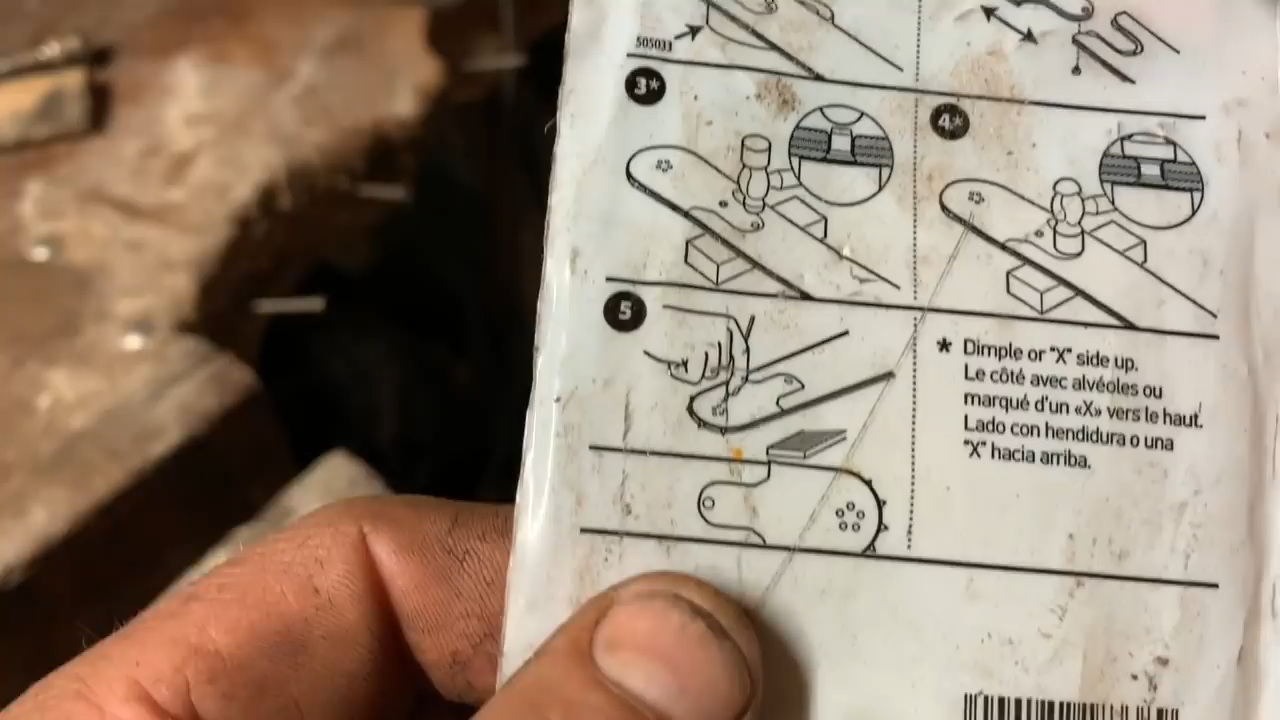 505033
3*
4*
5
* Dimple or "X" side up.
Le côté avec alvéoles ou
marqué d'un «X» vers le haut.
Lado con hendidura o una
"X" hacia arriba.